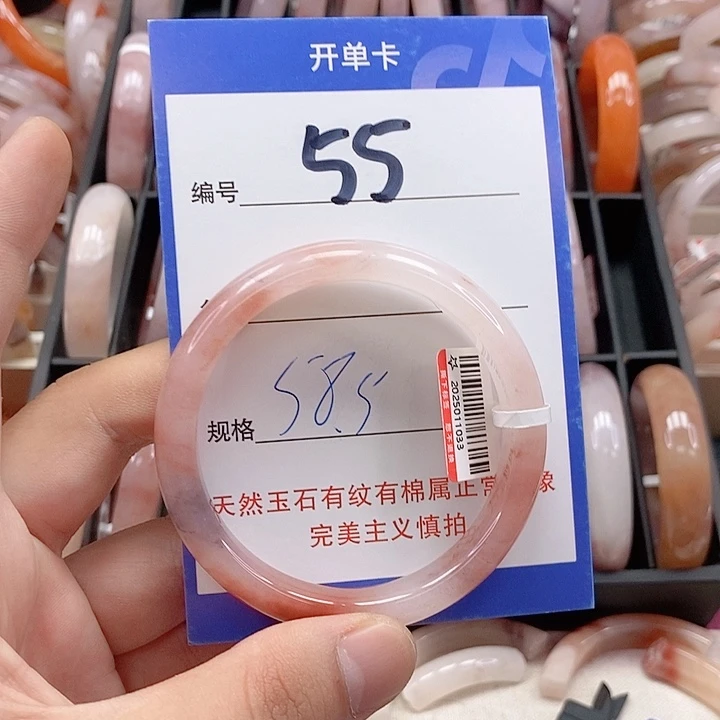 开单卡
编号 55
规格 58.5
2025011033
天然玉石有纹有棉属正常 象
完美主义慎拍